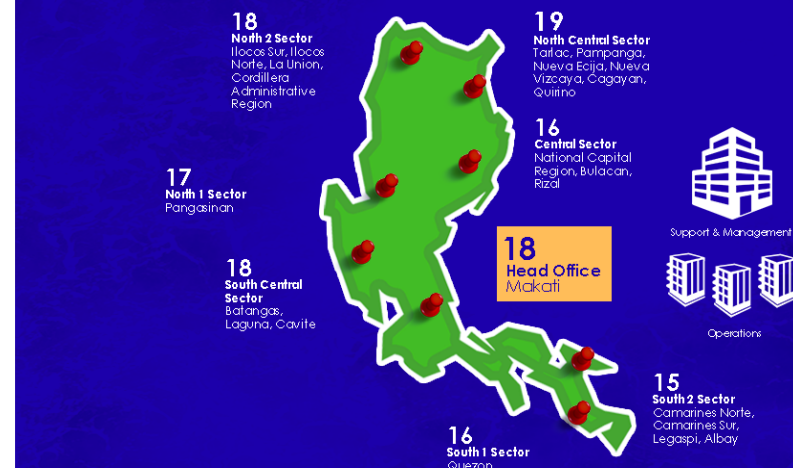 18
North 2 Sector
Ilocos Sur, Ilocos
Norte, La Union,
Cordillera
Administrative
Region
19
North Central Sector
Tarlac, Pampanga,
Nueva Ecija, Nueva
Vizcaya, Cagayan,
Quirino
16
Central Sector
National Capital
Region, Bulacan,
Rizal
17
North 1 Sector
Pangasinan
Support & Management
18
Head Office
Makati
18
South Central
Sector
Batangas,
Laguna, Cavite
Operations
15
South 2 Sector
Camarines Norte,
Camarines Sur,
Legaspi, Albay
16
South 1 Sector
Quezon